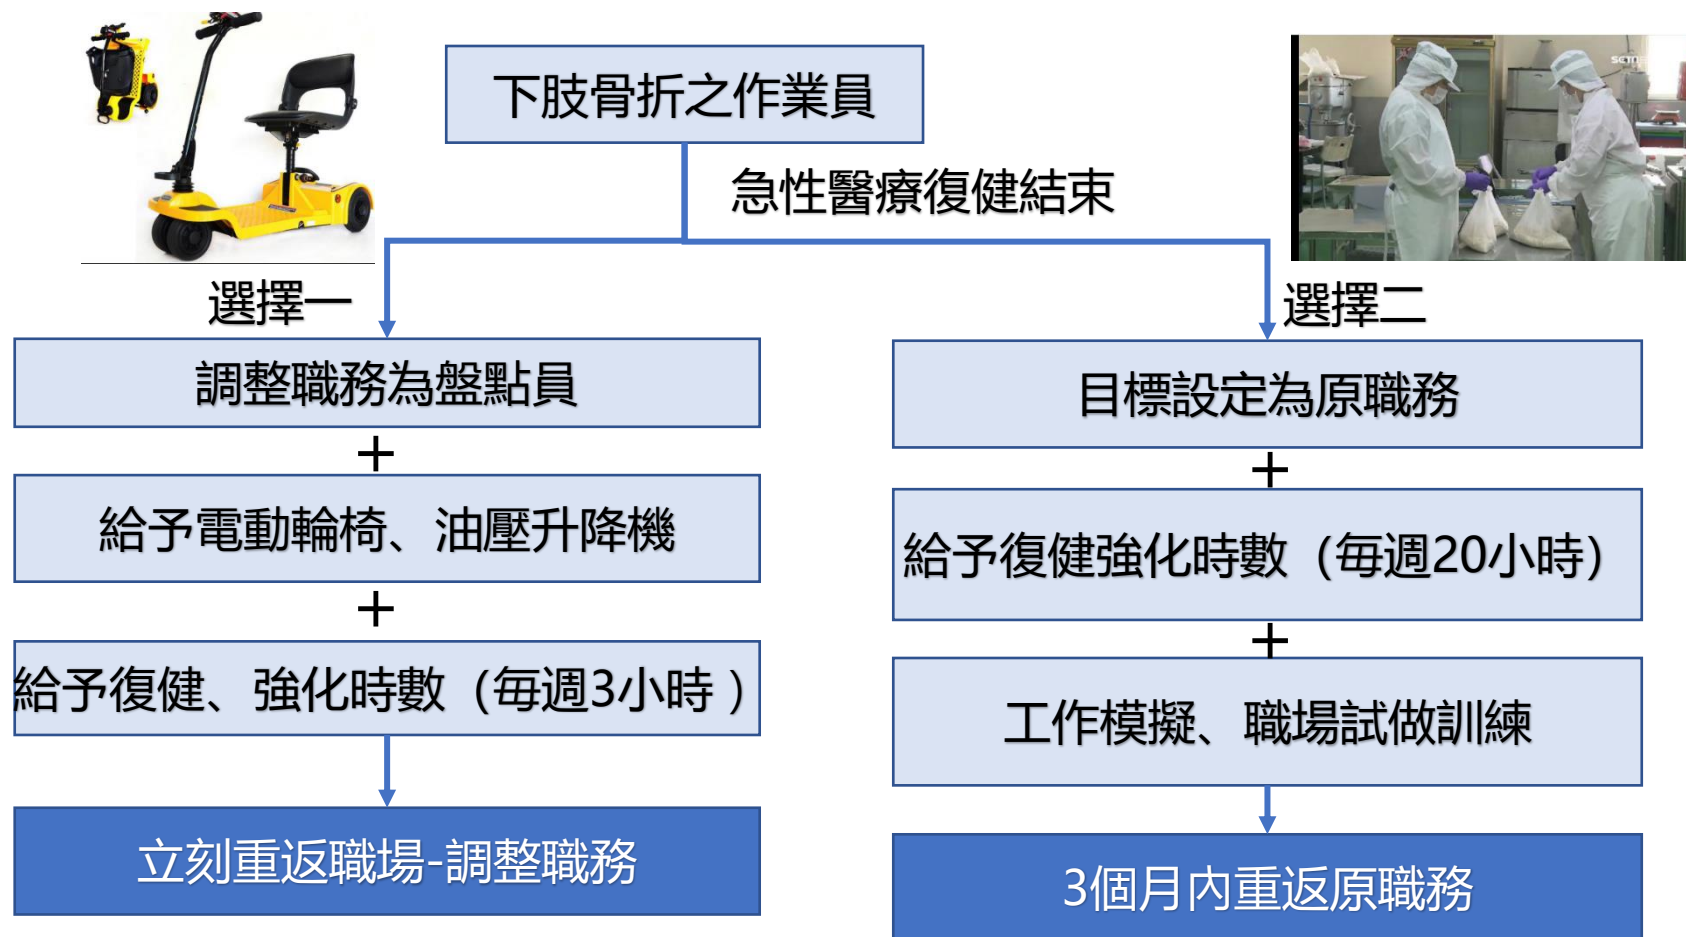 下肢骨折之作業員
急性醫療復健結束
選擇一
調整職務為盤點員
+
給予電動輪椅、油壓升降機
+
給予復健、強化時數（每週3小時）
立刻重返職場-調整職務
選擇二
目標設定為原職務
+
給予復健強化時數（每週20小時）
+
工作模擬、職場試做訓練
3個月內重返原職務